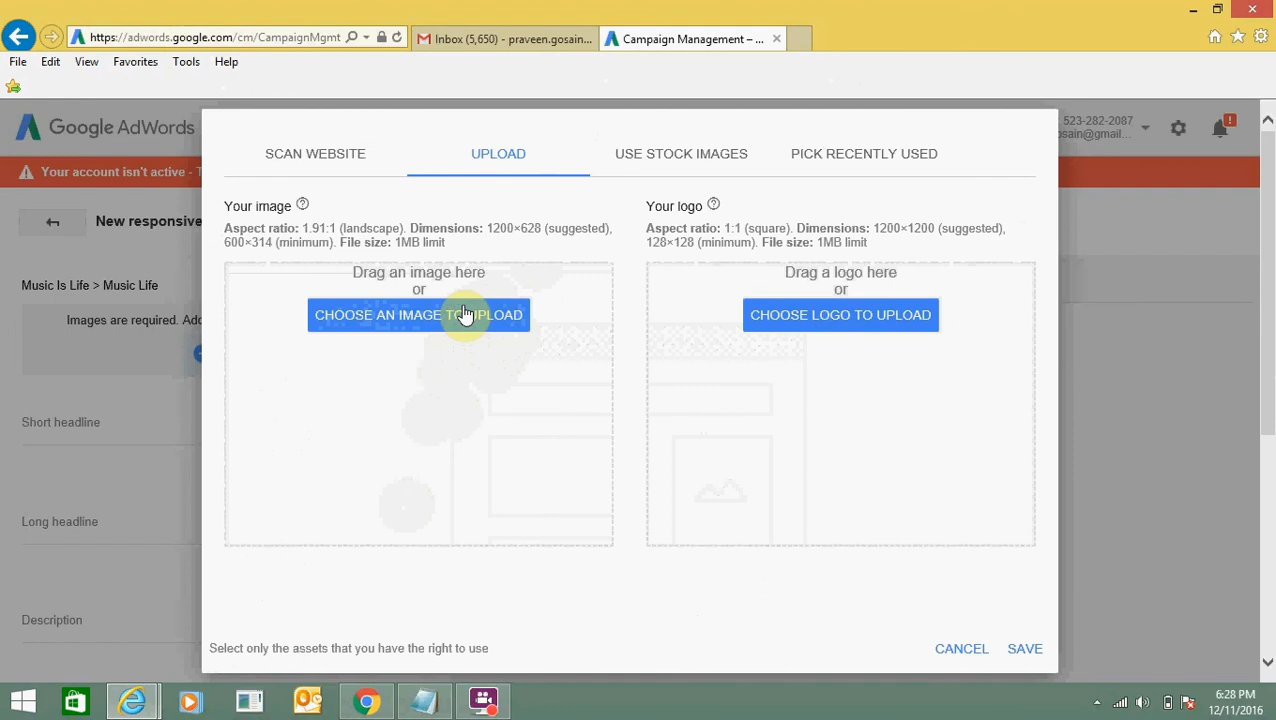 https://adwords.google.com/cm/CampaignMgmt
Inbox (5,650) - praveen.gosain...
Campaign Management – ...
File Edit View Favorites Tools Help
Google AdWords
523-282-2087
osain@gmail....
!
Your account isn't active - T
New responsive
SCAN WEBSITE
UPLOAD
USE STOCK IMAGES
PICK RECENTLY USED
Your image
Aspect ratio: 1.91:1 (landscape). Dimensions: 1200×628 (suggested),
600×314 (minimum). File size: 1MB limit
Your logo
Aspect ratio: 1:1 (square). Dimensions: 1200×1200 (suggested),
128×128 (minimum). File size: 1MB limit
Drag an image here
or
CHOOSE AN IMAGE TO UPLOAD
Drag a logo here
or
CHOOSE LOGO TO UPLOAD
Music Is Life > Music Life
Images are required. Add
Short headline
Long headline
Description
Select only the assets that you have the right to use
CANCEL
SAVE
6:28 PM
12/11/2016